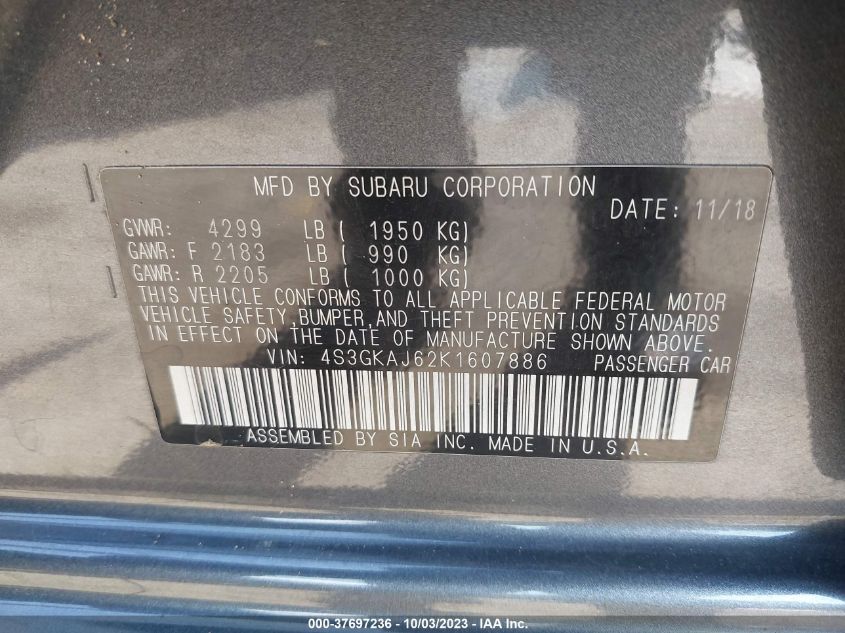 MFD BY SUBARU CORPORATION
DATE: 11/18
GVWR: 4299 LB ( 1950 KG)
GAWR: F 2183 LB ( 990 KG)
GAWR: R 2205 LB ( 1000 KG)
THIS VEHICLE CONFORMS TO ALL APPLICABLE FEDERAL MOTOR
VEHICLE SAFETY,BUMPER,AND THEFT PREVENTION STANDARDS
IN EFFECT ON THE DATE OF MANUFACTURE SHOWN ABOVE.
VIN: 4S3GKAJ62K1607886 PASSENGER CAR
ASSEMBLED BY SIA INC. MADE IN U.S.A.
000-37697236 - 10/03/2023 - IAA Inc.